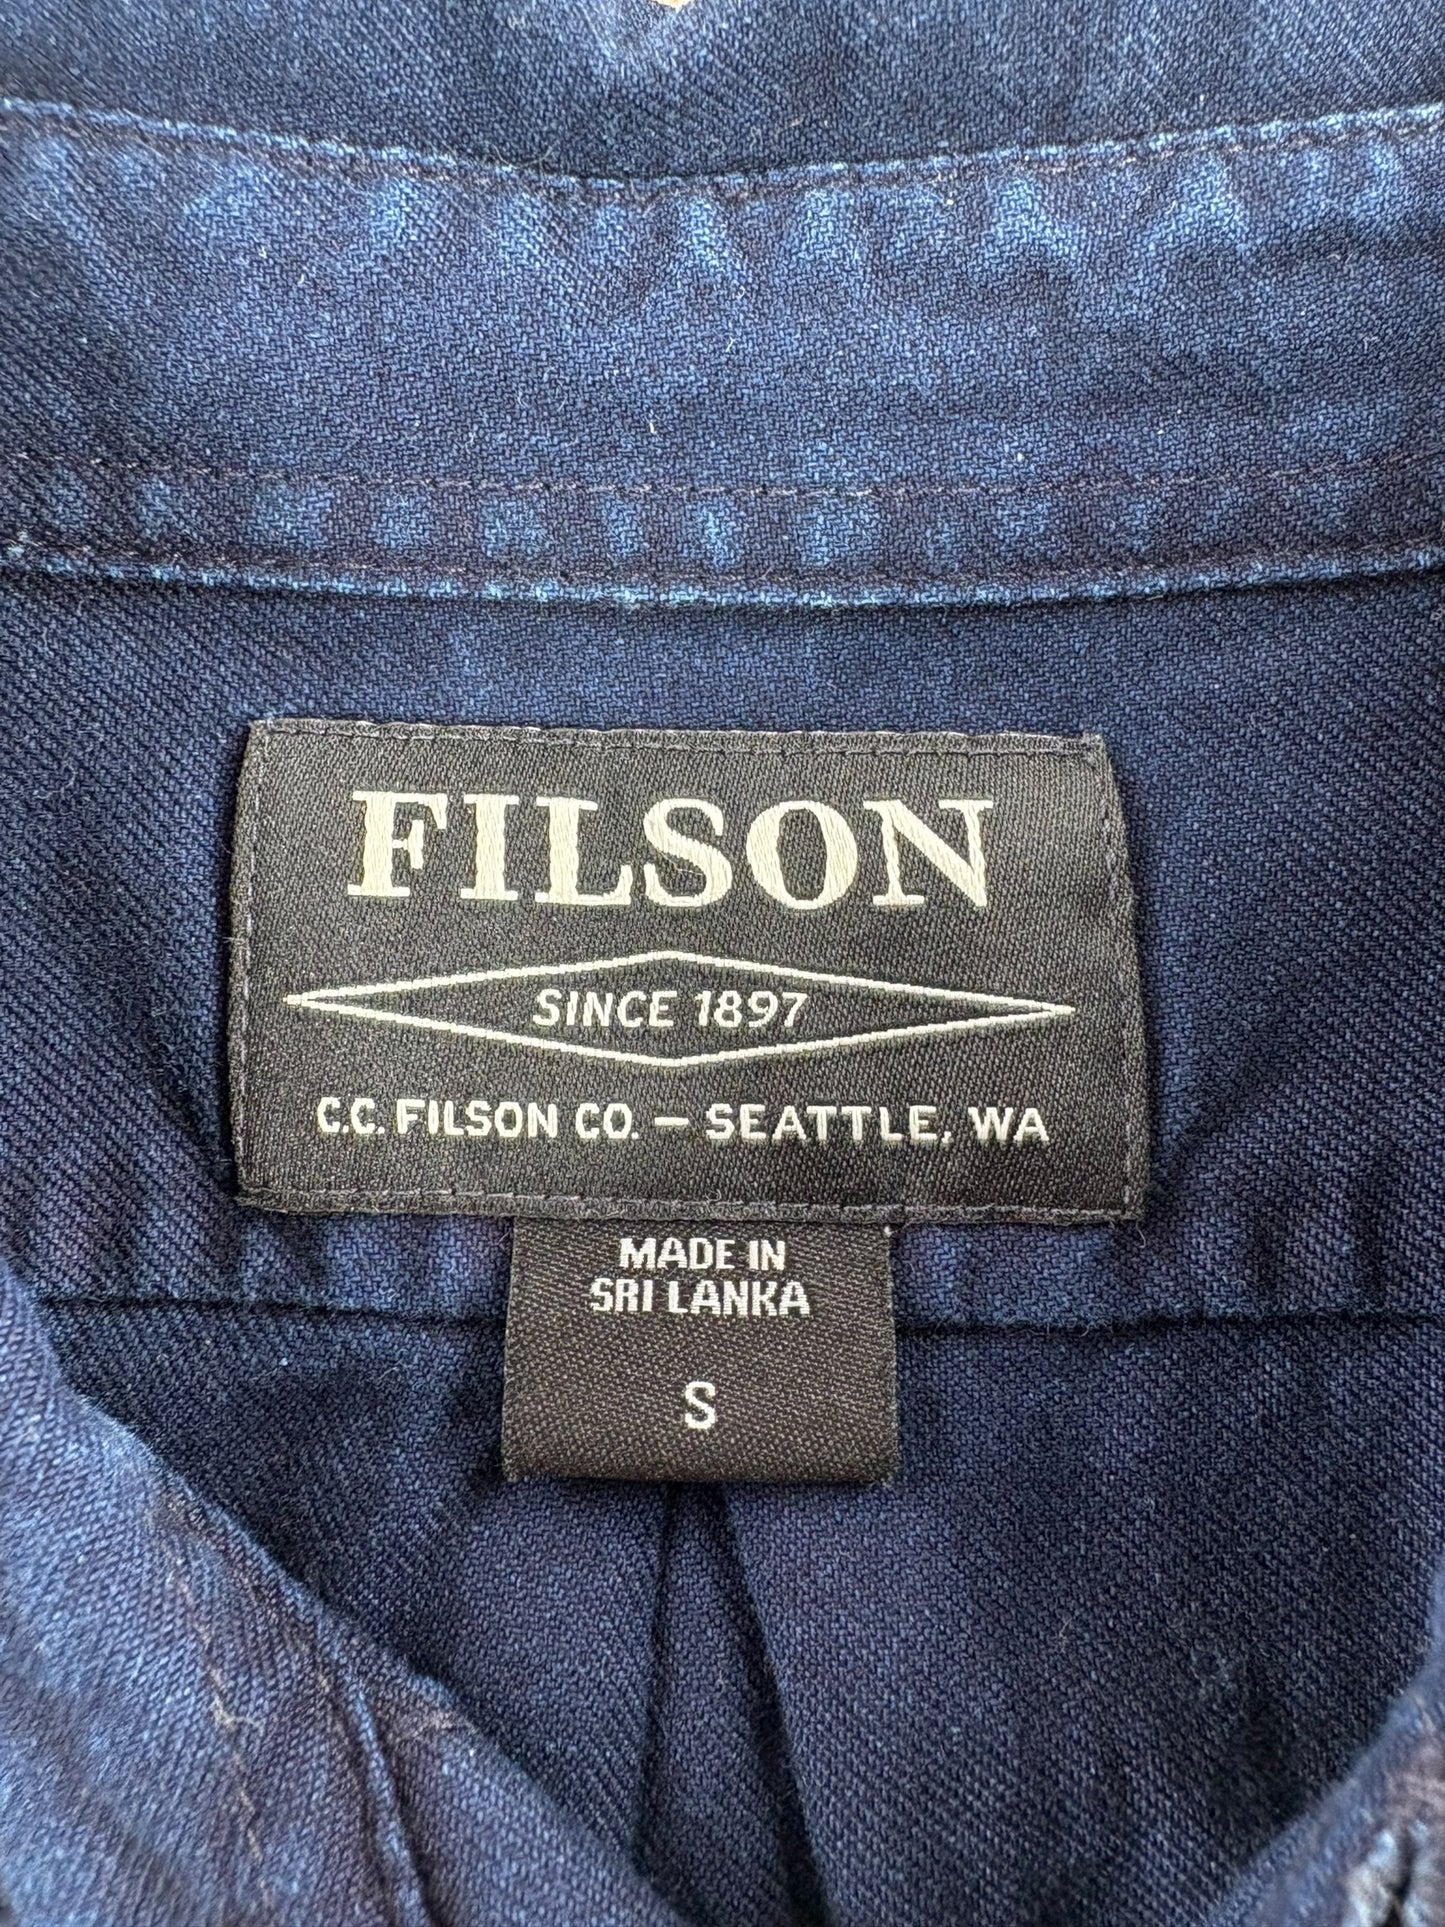 FILSON
SINCE 1897
C.C. FILSON CO. — SEATTLE, WA
MADE IN
SRI LANKA
S